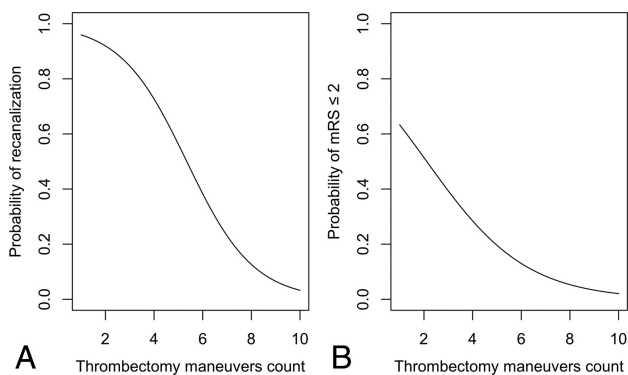 Probability of recanalization
1.0
0.8
0.6
0.4
0.2
0.0
2 4 6 8 10
Thrombectomy maneuvers count
A
Probability of mRS ≤ 2
1.0
0.8
0.6
0.4
0.2
0.0
2 4 6 8 10
Thrombectomy maneuvers count
B